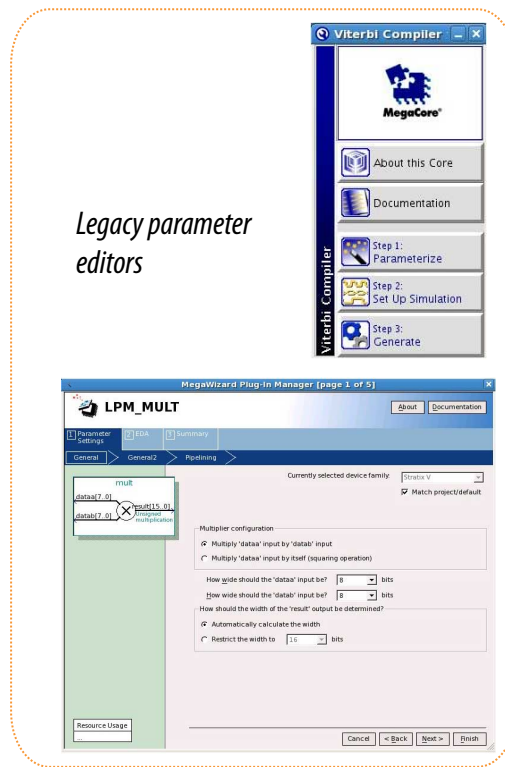 Viterbi Compiler
MegaCore®
About this Core
Documentation
Step 1:
Parameterize
Step 2:
Set Up Simulation
Step 3:
Generate
Viterbi Compiler
Legacy parameter
editors
MegaWizard Plug-In Manager [page 1 of 5]
LPM_MULT
About Documentation
1 Parameter Settings 2 EDA 3 Summary
General General2 Pipelining
Currently selected device family: Stratix V
Match project/default
mult
dataa[7..0]
result[15..0]
datab[7..0]
Unsigned
multiplication
Multiplier configuration
Multiply 'dataa' input by 'datab' input
Multiply 'dataa' input by itself (squaring operation)
How wide should the 'dataa' input be? 8 bits
How wide should the 'datab' input be? 8 bits
How should the width of the 'result' output be determined?
Automatically calculate the width
Restrict the width to 16 bits
Resource Usage
...
Cancel < Back Next > Finish